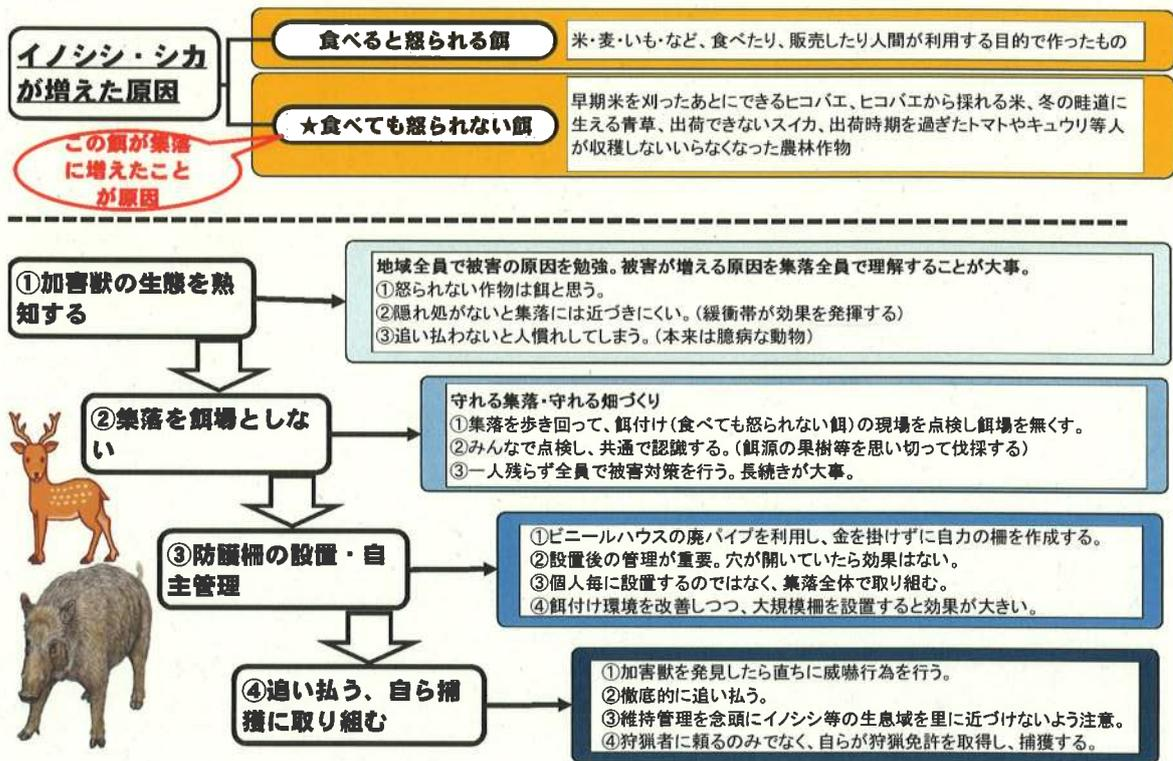 イノシシ・シカ
が増えた原因
食べると怒られる餌
米・麦・いも・など、食べたり、販売したり人間が利用する目的で作ったもの
★食べても怒られない餌
早期米を刈ったあとにできるヒコバエ、ヒコバエから採れる米、冬の畦道に
生える青草、出荷できないスイカ、出荷時期を過ぎたトマトやキュウリ等人
が収穫しないいらなくなった農林作物
この餌が集落
に増えたこと
が原因
①加害獣の生態を熟
知する
地域全員で被害の原因を勉強。被害が増える原因を集落全員で理解することが大事。
①怒られない作物は餌と思う。
②隠れ処がないと集落には近づきにくい。(緩衝帯が効果を発揮する)
③追い払わないと人慣れしてしまう。(本来は臆病な動物)
②集落を餌場としな
い
守れる集落・守れる畑づくり
①集落を歩き回って、餌付け(食べても怒られない餌)の現場を点検し餌場を無くす。
②みんなで点検し、共通で認識する。(餌源の果樹等を思い切って伐採する)
③一人残らず全員で被害対策を行う。長続きが大事。
③防護柵の設置・自
主管理
①ビニールハウスの廃パイプを利用し、金を掛けずに自力の柵を作成する。
②設置後の管理が重要。穴が開いていたら効果はない。
③個人毎に設置するのではなく、集落全体で取り組む。
④餌付け環境を改善しつつ、大規模柵を設置すると効果が大きい。
④追い払う、自ら捕
獲に取り組む
①加害獣を発見したら直ちに威嚇行為を行う。
②徹底的に追い払う。
③維持管理を念頭にイノシシ等の生息域を里に近づけないよう注意。
④狩猟者に頼るのみでなく、自らが狩猟免許を取得し、捕獲する。